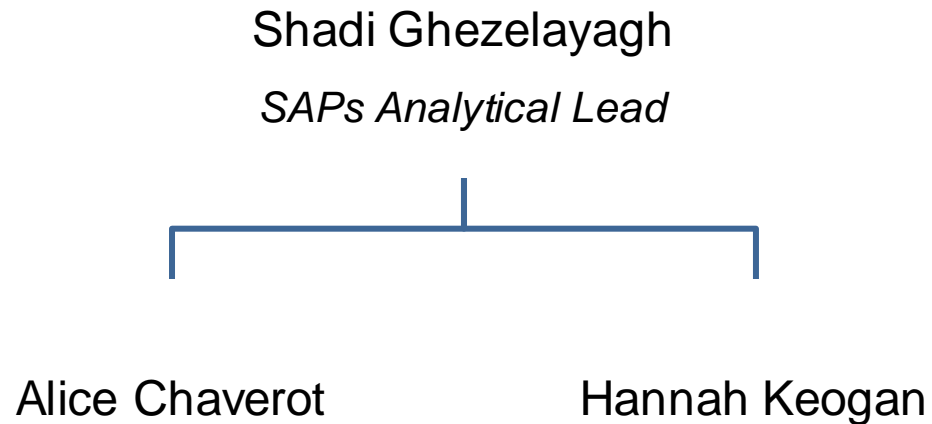 Shadi Ghezelayagh
SAPs Analytical Lead
Alice Chaverot
Hannah Keogan